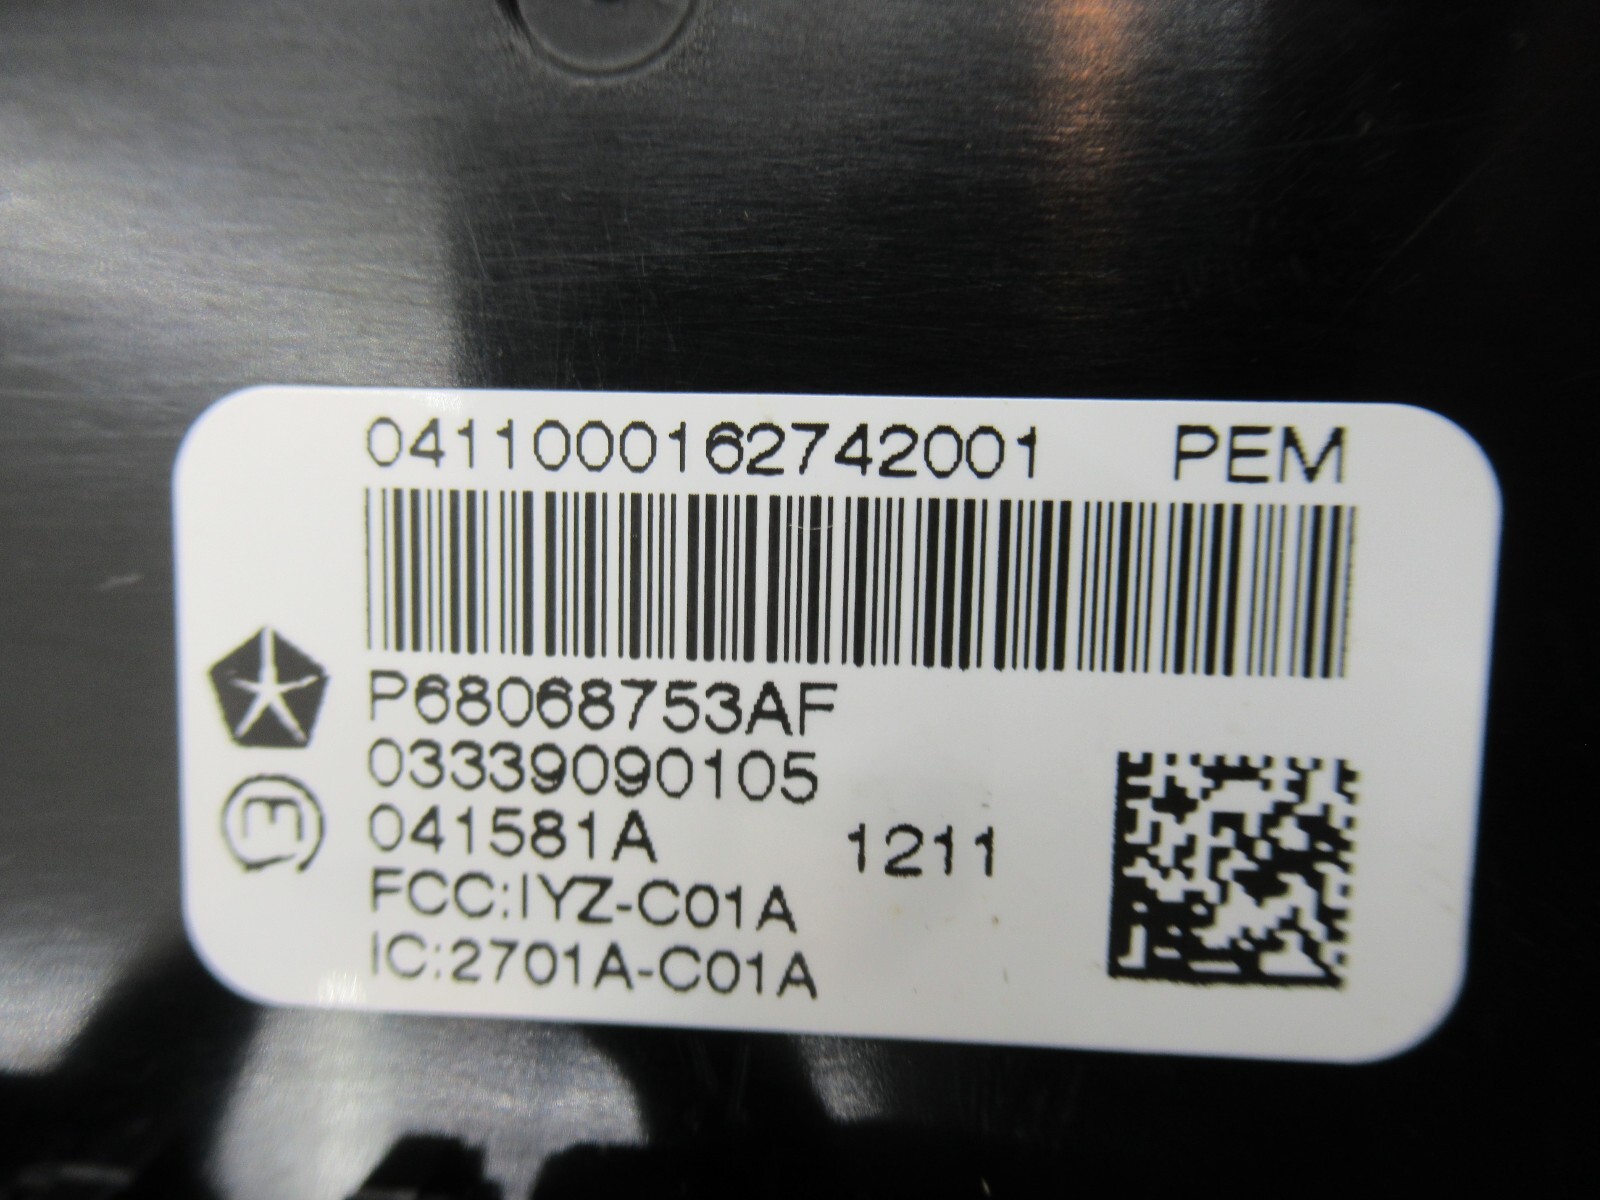 0411000162742001 PEM
P68068753AF
03339090105
041581A 1211
FCC:IYZ-C01A
IC:2701A-C01A